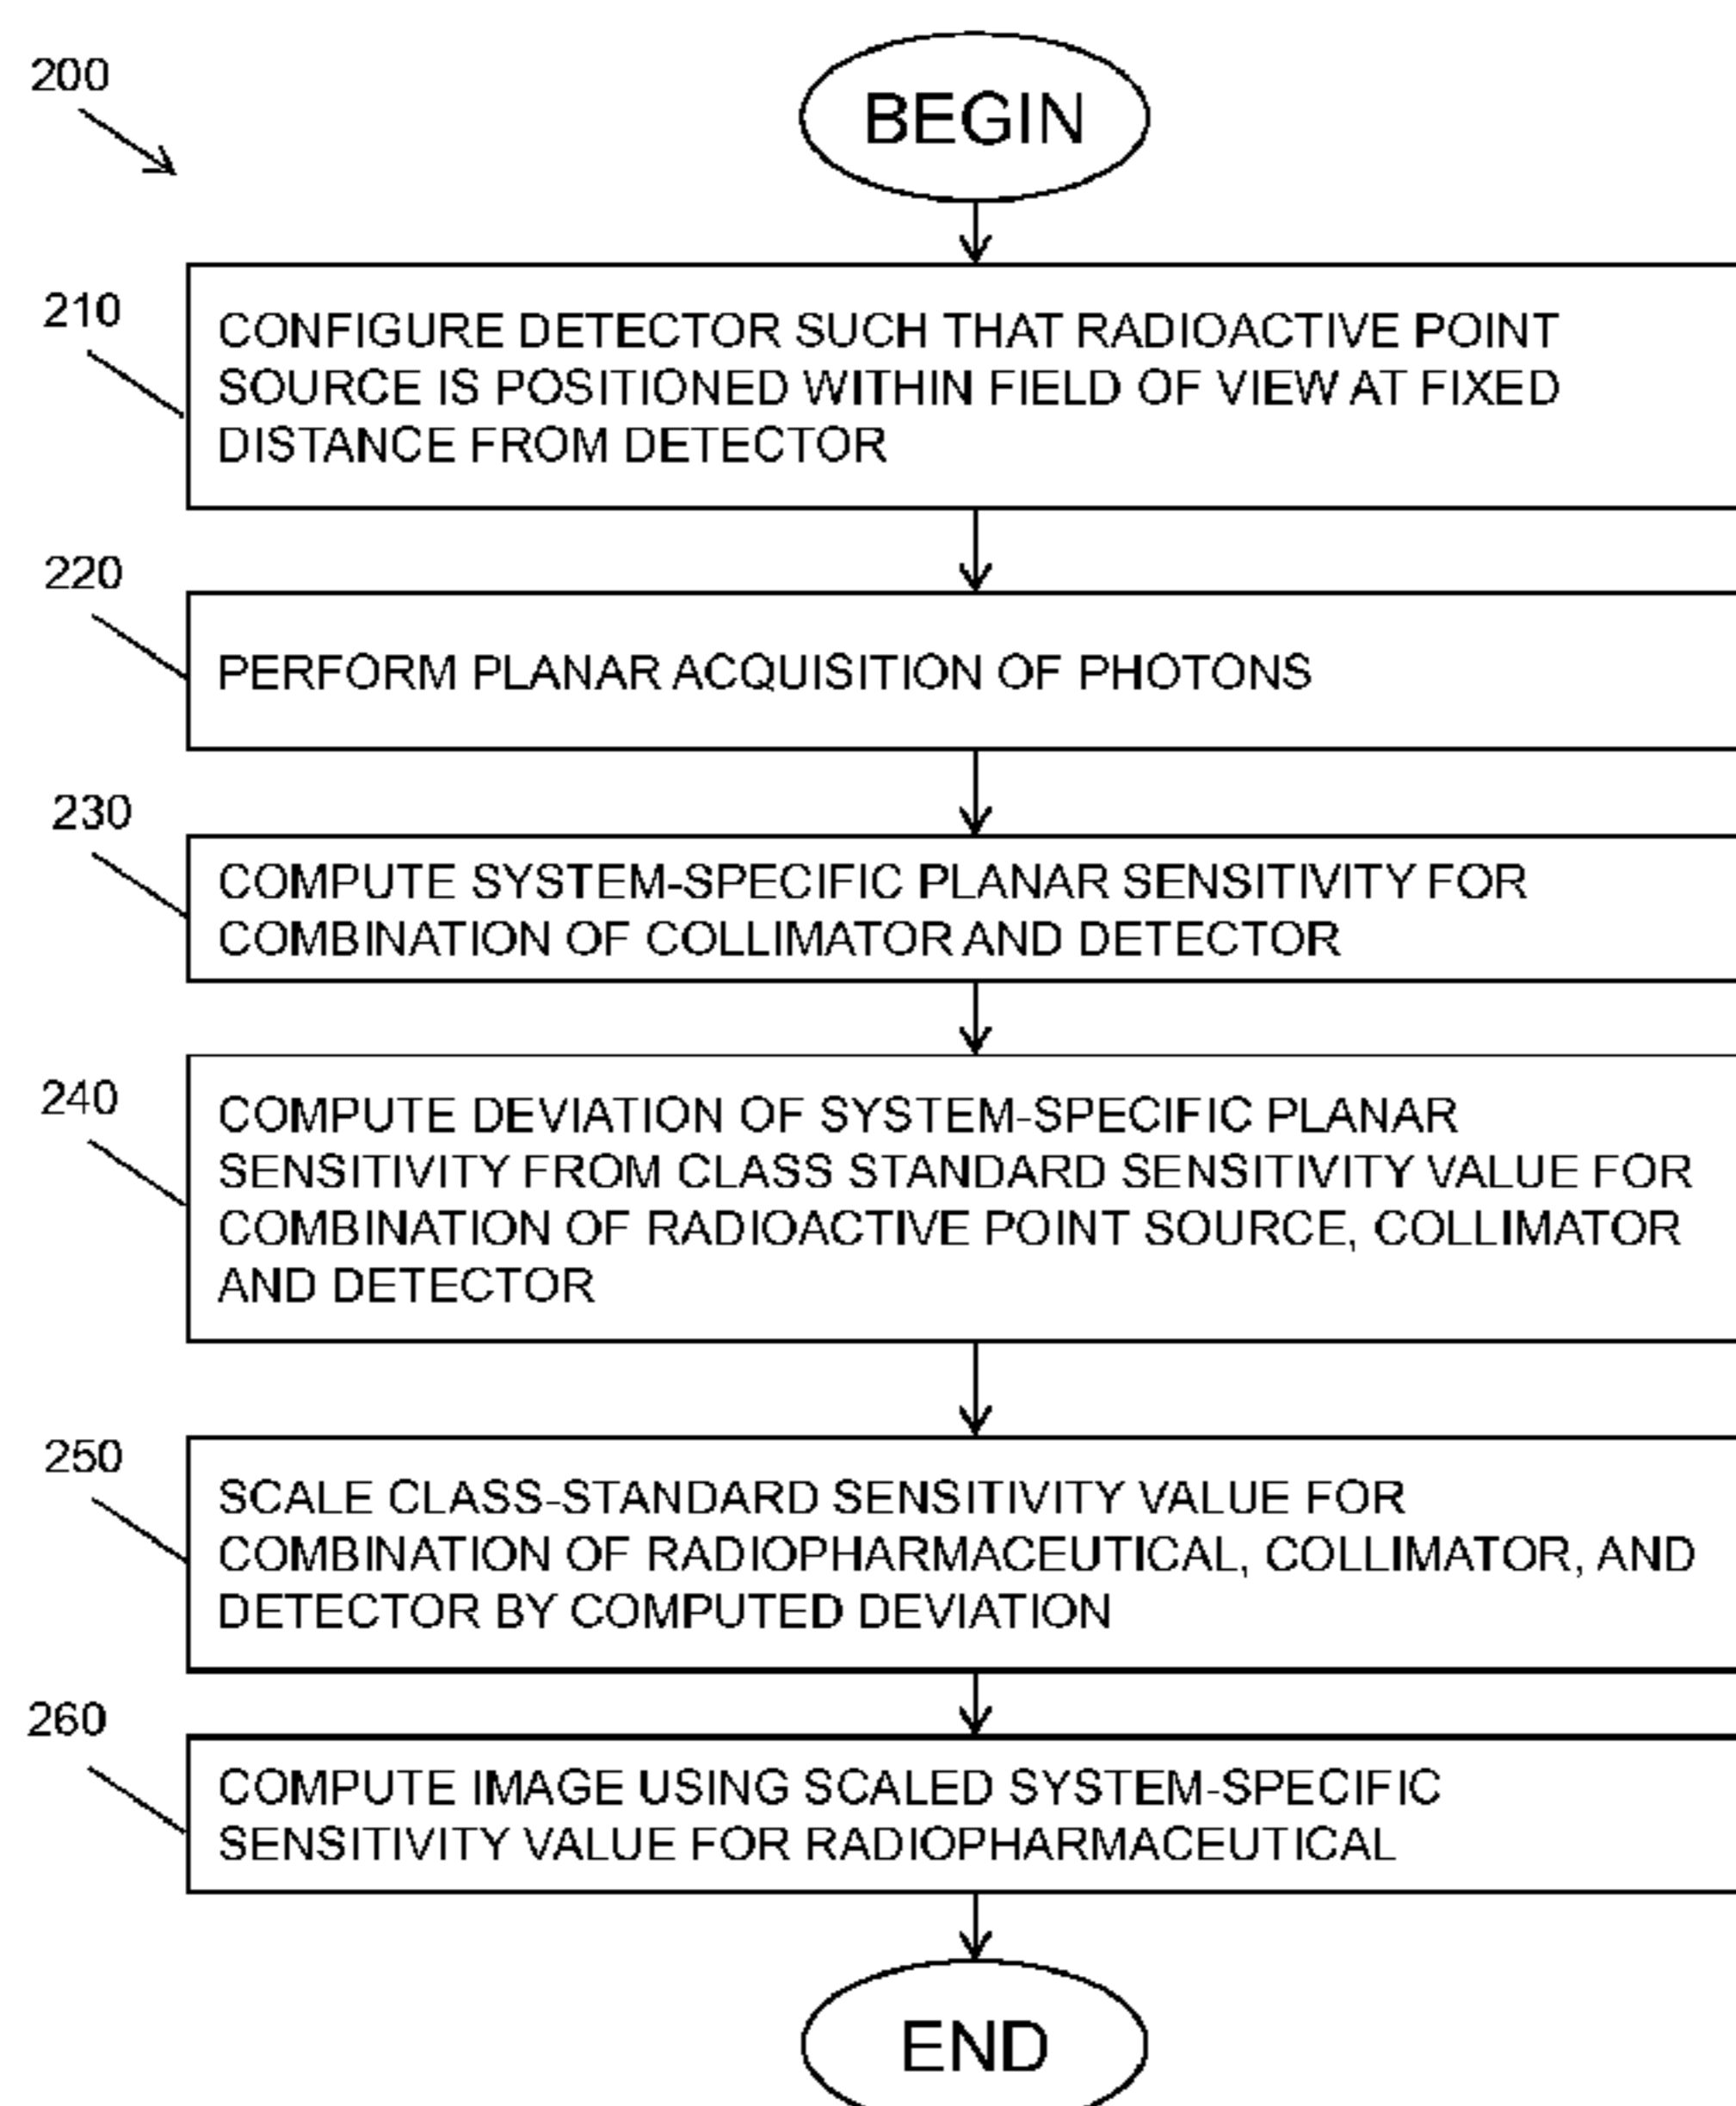 200
BEGIN
210
CONFIGURE DETECTOR SUCH THAT RADIOACTIVE POINT
SOURCE IS POSITIONED WITHIN FIELD OF VIEW AT FIXED
DISTANCE FROM DETECTOR
220
PERFORM PLANAR ACQUISITION OF PHOTONS
230
COMPUTE SYSTEM-SPECIFIC PLANAR SENSITIVITY FOR
COMBINATION OF COLLIMATOR AND DETECTOR
240
COMPUTE DEVIATION OF SYSTEM-SPECIFIC PLANAR
SENSITIVITY FROM CLASS STANDARD SENSITIVITY VALUE FOR
COMBINATION OF RADIOACTIVE POINT SOURCE, COLLIMATOR
AND DETECTOR
250
SCALE CLASS-STANDARD SENSITIVITY VALUE FOR
COMBINATION OF RADIOPHARMACEUTICAL, COLLIMATOR, AND
DETECTOR BY COMPUTED DEVIATION
260
COMPUTE IMAGE USING SCALED SYSTEM-SPECIFIC
SENSITIVITY VALUE FOR RADIOPHARMACEUTICAL
END